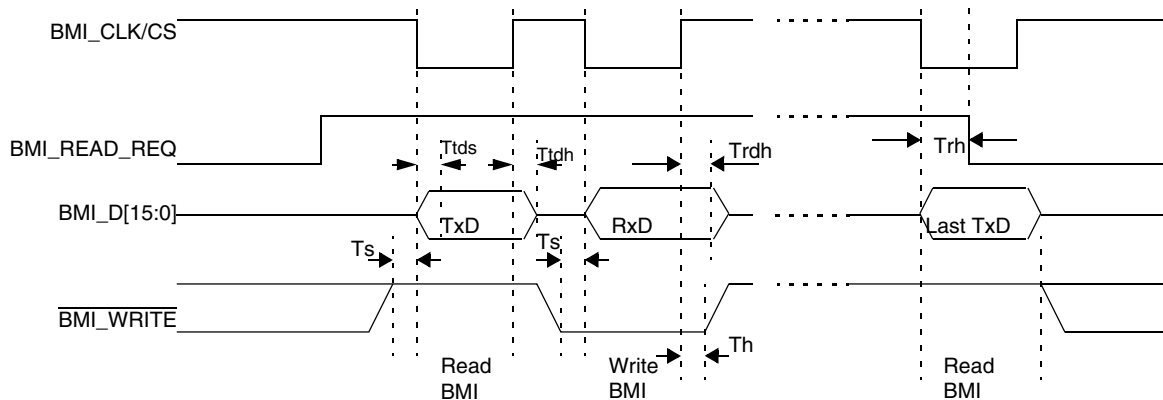 BMI_CLK/CS
BMI_READ_REQ
Ttds
Ttdh
Trdh
Trh
BMI_D[15:0]
TxD
RxD
Last TxD
Ts
Ts
BMI_WRITE
Th
Read
BMI
Write
BMI
Read
BMI